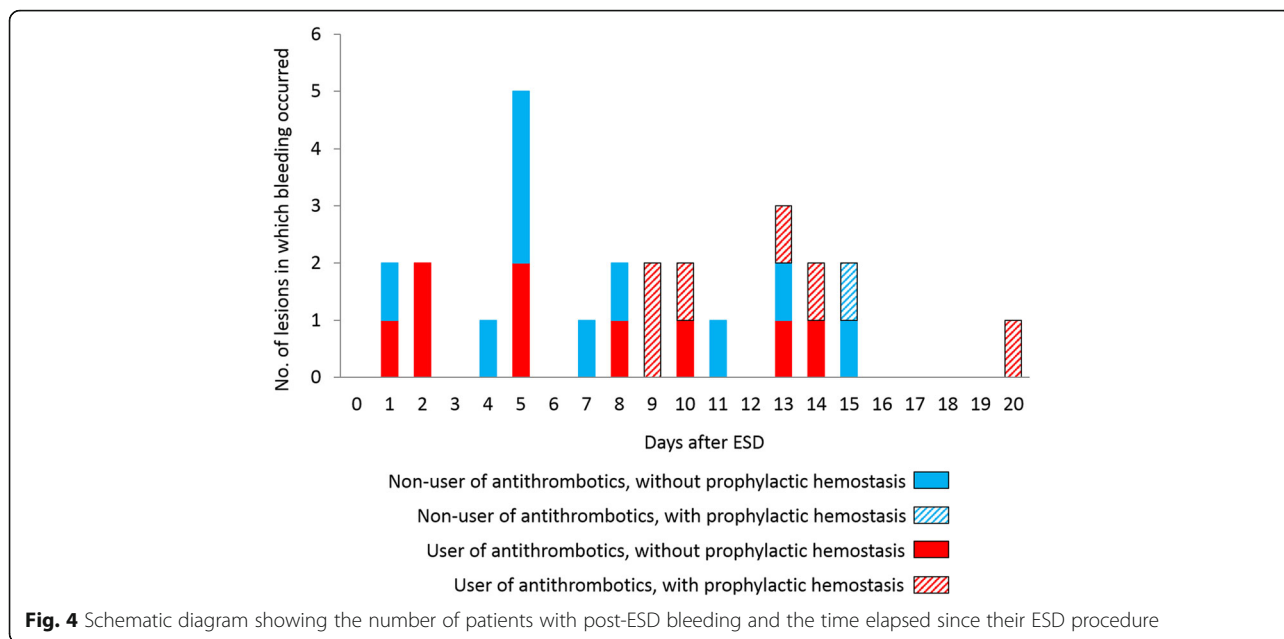 No. of lesions in which bleeding occurred
6
5
4
3
2
1
0
0 1 2 3 4 5 6 7 8 9 10 11 12 13 14 15 16 17 18 19 20
Days after ESD
Non-user of antithrombotics, without prophylactic hemostasis
Non-user of antithrombotics, with prophylactic hemostasis
User of antithrombotics, without prophylactic hemostasis
User of antithrombotics, with prophylactic hemostasis
Fig. 4 Schematic diagram showing the number of patients with post-ESD bleeding and the time elapsed since their ESD procedure